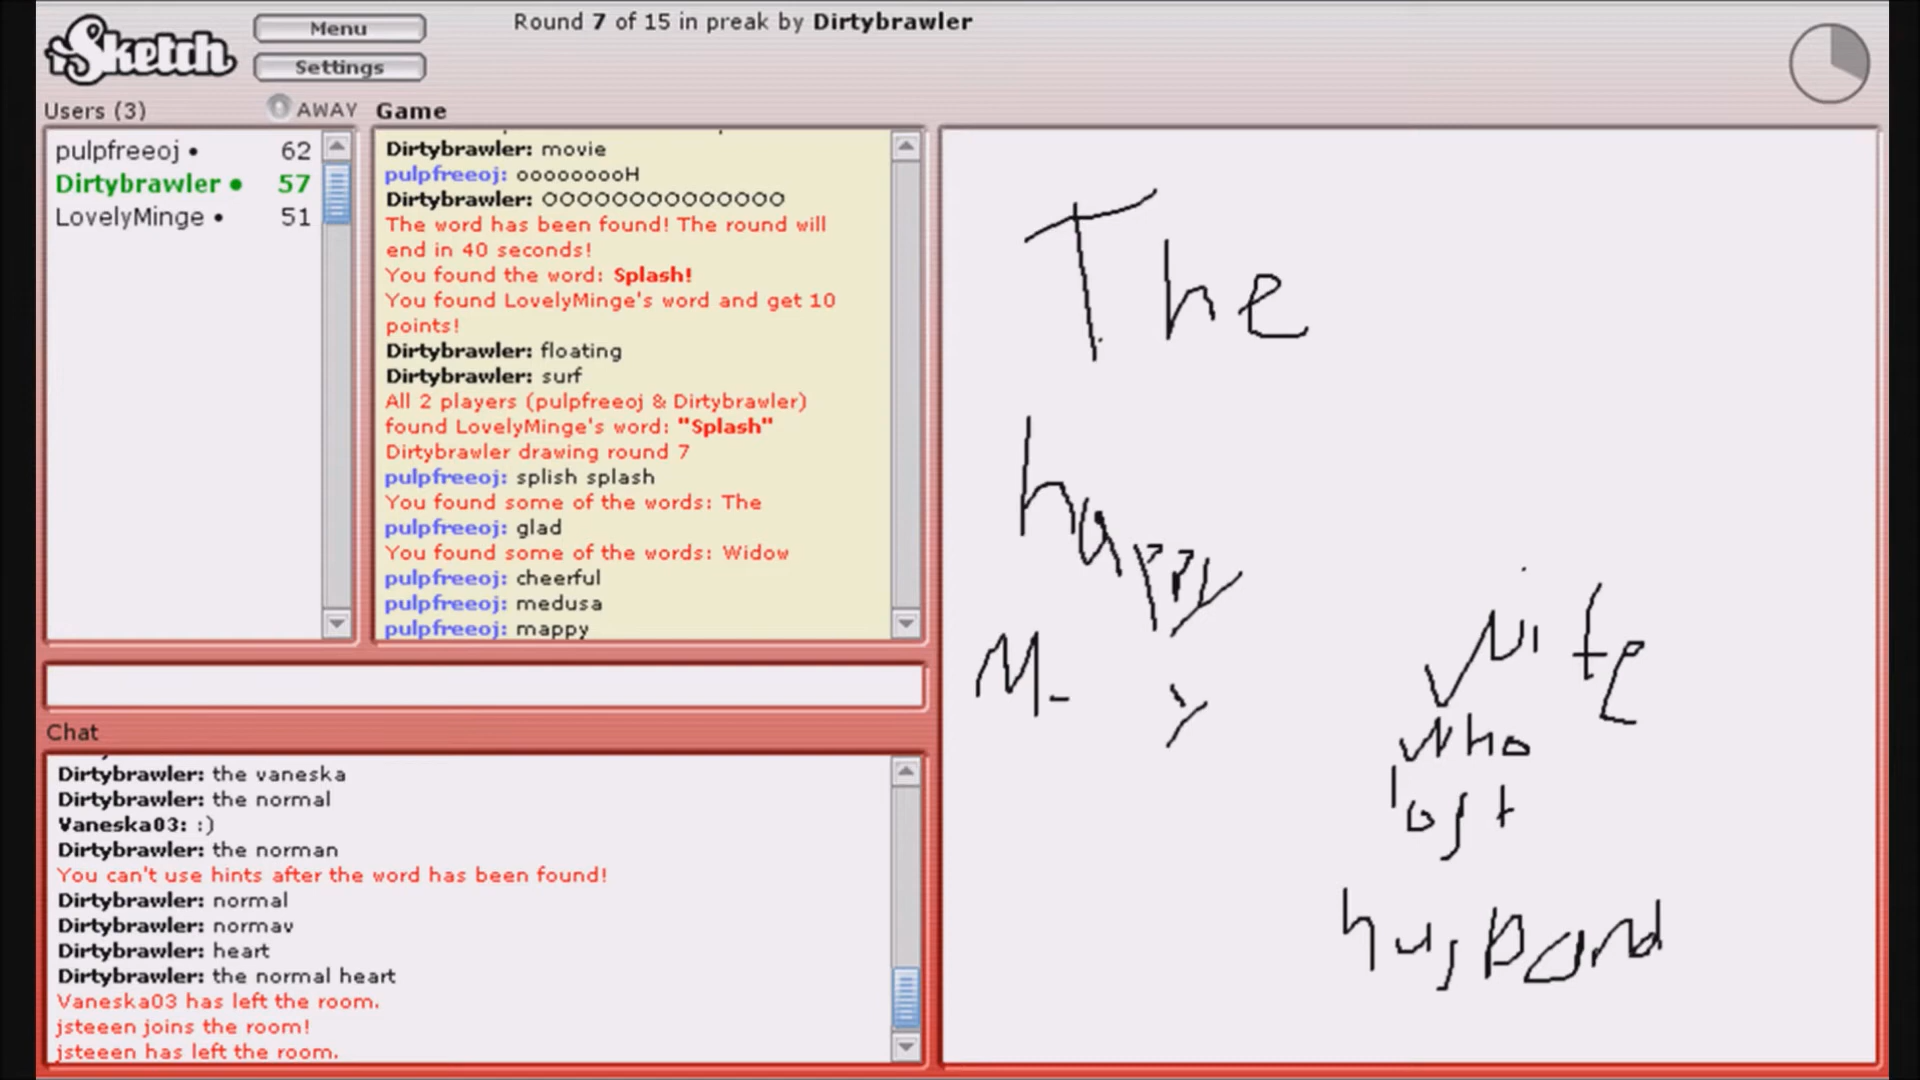 iSketch
Menu
Settings
Round 7 of 15 in preak by Dirtybrawler
Users (3)
AWAY
pulpfreeoj • 62
Dirtybrawler • 57
LovelyMinge • 51
Game
Dirtybrawler: movie
pulpfreeoj: ooooooooH
Dirtybrawler: OOOOOOOOOOOOOO
The word has been found! The round will
end in 40 seconds!
You found the word: Splash!
You found LovelyMinge's word and get 10
points!
Dirtybrawler: floating
Dirtybrawler: surf
All 2 players (pulpfreeoj & Dirtybrawler)
found LovelyMinge's word: "Splash"
Dirtybrawler drawing round 7
pulpfreeoj: splish splash
You found some of the words: The
pulpfreeoj: glad
You found some of the words: Widow
pulpfreeoj: cheerful
pulpfreeoj: medusa
pulpfreeoj: mappy
Chat
Dirtybrawler: the vaneska
Dirtybrawler: the normal
Vaneska03: :)
Dirtybrawler: the norman
You can't use hints after the word has been found!
Dirtybrawler: normal
Dirtybrawler: normav
Dirtybrawler: heart
Dirtybrawler: the normal heart
Vaneska03 has left the room.
jsteeen joins the room!
jsteeen has left the room.
The
happy
M- y
wife
who
lost
husband